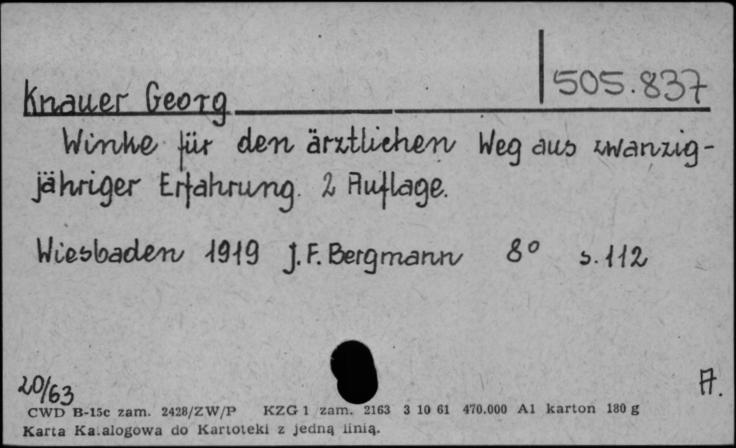 505.837
Knauer Georg
Winke für den ärztlichen Weg aus zwanzig-
jähriger Erfahrung. 2 Auflage.
Wiesbaden 1919 J.F. Bergmann 8° s. 112
20/63
A.
CWD B-15c zam. 2428/ZW/P KZG 1 zam. 2163 3 10 61 470.000 A1 karton 180 g
Karta Katalogowa do Kartoteki z jedną linią.